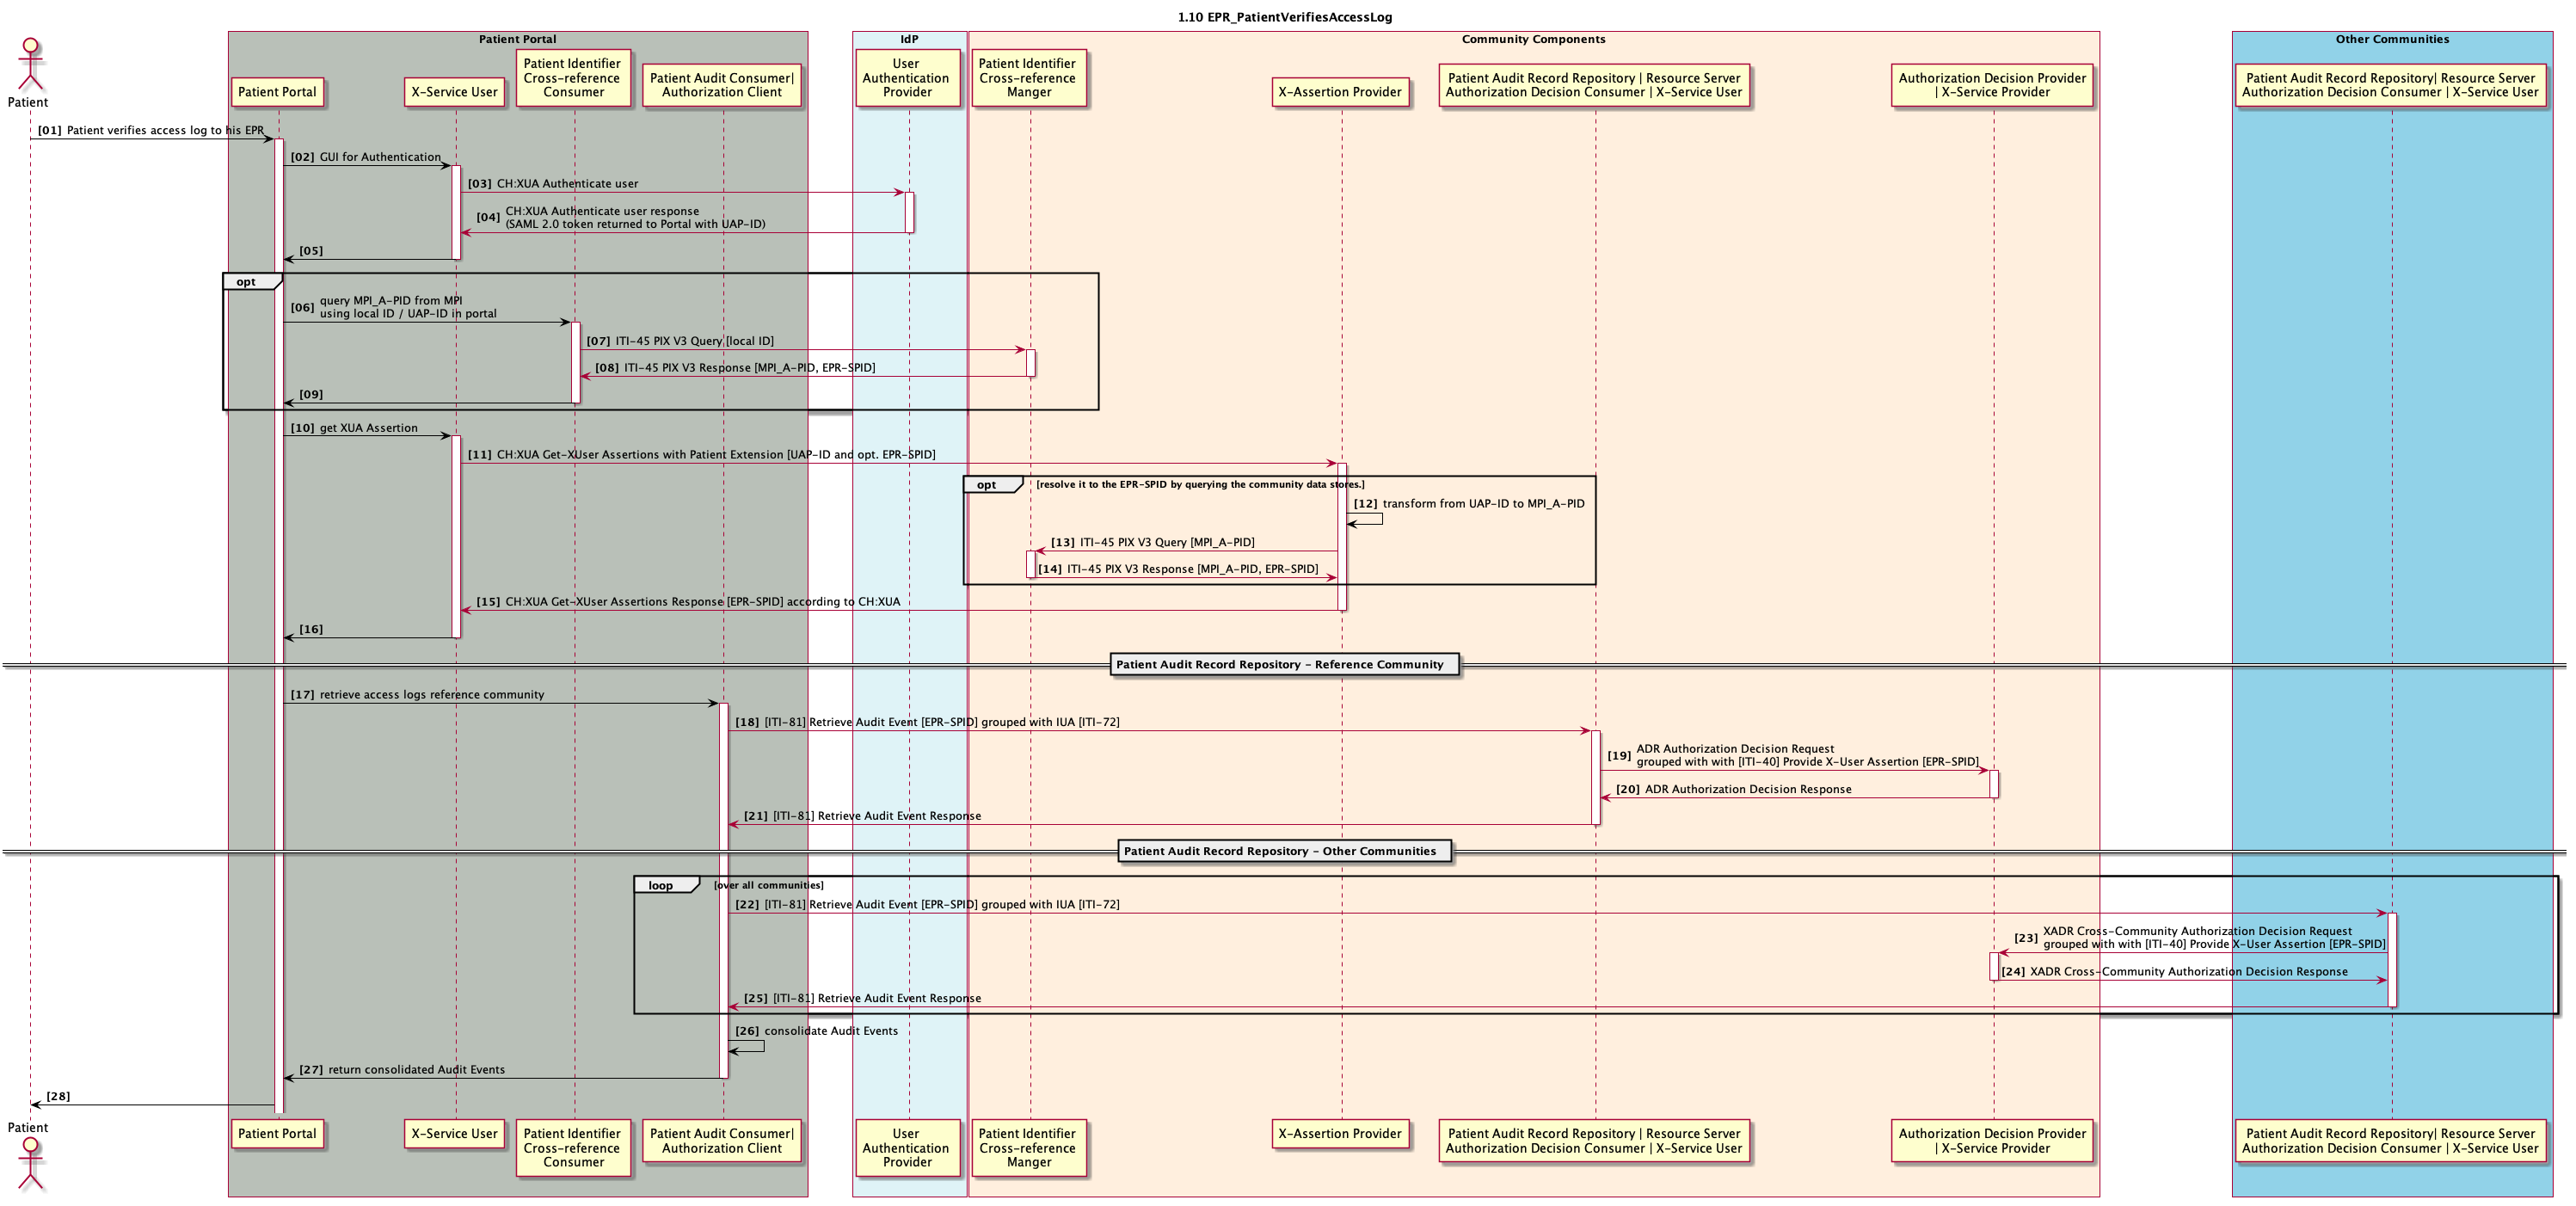 1.10 EPR_PatientVerifiesAccessLog
Patient Portal
IdP
Community Components
Other Communities
Patient
Patient Portal
X-Service User
Patient Identifier
Cross-reference
Consumer
Patient Audit Consumer|
Authorization Client
User
Authentication
Provider
Patient Identifier
Cross-reference
Manger
X-Assertion Provider
Patient Audit Record Repository | Resource Server
Authorization Decision Consumer | X-Service User
Authorization Decision Provider
| X-Service Provider
Patient Audit Record Repository| Resource Server
Authorization Decision Consumer | X-Service User
[01] Patient verifies access log to his EPR
[02] GUI for Authentication
[03] CH:XUA Authenticate user
[04] CH:XUA Authenticate user response
(SAML 2.0 token returned to Portal with UAP-ID)
[05]
opt
[06] query MPI_A-PID from MPI
using local ID / UAP-ID in portal
[07] ITI-45 PIX V3 Query [local ID]
[08] ITI-45 PIX V3 Response [MPI_A-PID, EPR-SPID]
[09]
[10] get XUA Assertion
[11] CH:XUA Get-XUser Assertions with Patient Extension [UAP-ID and opt. EPR-SPID]
opt [resolve it to the EPR-SPID by querying the community data stores.]
[12] transform from UAP-ID to MPI_A-PID
[13] ITI-45 PIX V3 Query [MPI_A-PID]
[14] ITI-45 PIX V3 Response [MPI_A-PID, EPR-SPID]
[15] CH:XUA Get-XUser Assertions Response [EPR-SPID] according to CH:XUA
[16]
Patient Audit Record Repository - Reference Community
[17] retrieve access logs reference community
[18] [ITI-81] Retrieve Audit Event [EPR-SPID] grouped with IUA [ITI-72]
[19] ADR Authorization Decision Request
grouped with with [ITI-40] Provide X-User Assertion [EPR-SPID]
[20] ADR Authorization Decision Response
[21] [ITI-81] Retrieve Audit Event Response
Patient Audit Record Repository - Other Communities
loop [over all communities]
[22] [ITI-81] Retrieve Audit Event [EPR-SPID] grouped with IUA [ITI-72]
[23] XADR Cross-Community Authorization Decision Request
grouped with with [ITI-40] Provide X-User Assertion [EPR-SPID]
[24] XADR Cross-Community Authorization Decision Response
[25] [ITI-81] Retrieve Audit Event Response
[26] consolidate Audit Events
[27] return consolidated Audit Events
[28]
Patient
Patient Portal
X-Service User
Patient Identifier
Cross-reference
Consumer
Patient Audit Consumer|
Authorization Client
User
Authentication
Provider
Patient Identifier
Cross-reference
Manger
X-Assertion Provider
Patient Audit Record Repository | Resource Server
Authorization Decision Consumer | X-Service User
Authorization Decision Provider
| X-Service Provider
Patient Audit Record Repository| Resource Server
Authorization Decision Consumer | X-Service User